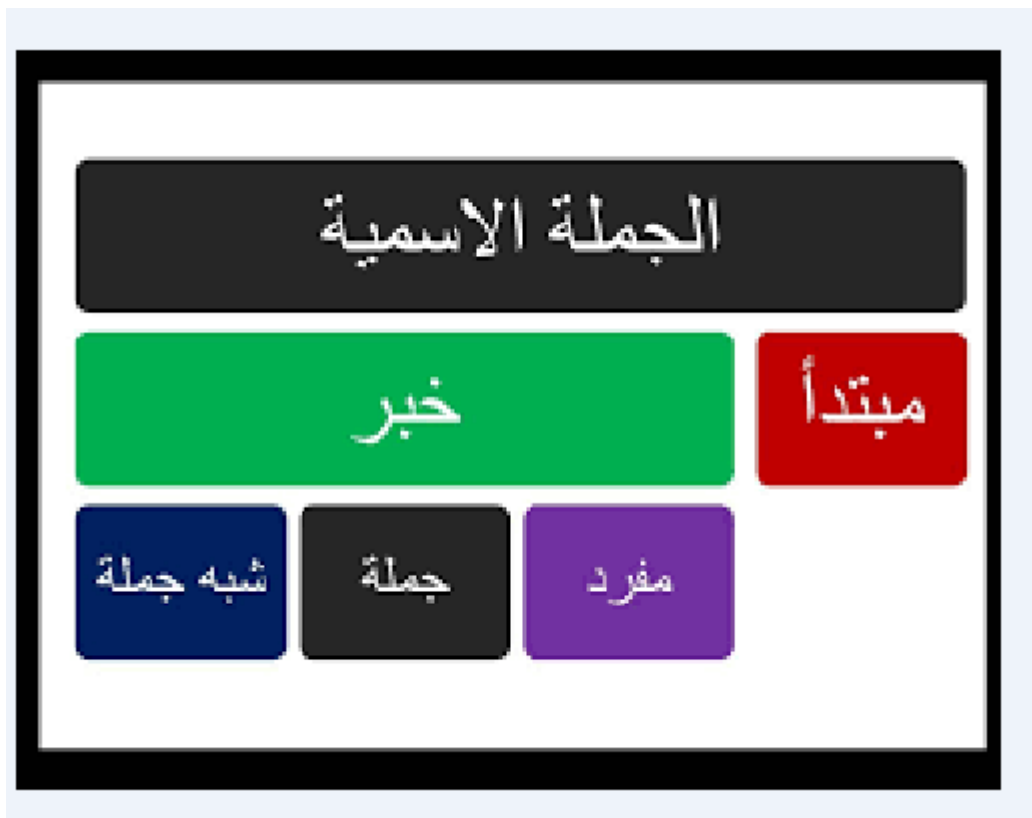 الجملة الاسمية
مبتدأ
خبر
مفرد
جملة
شبه جملة